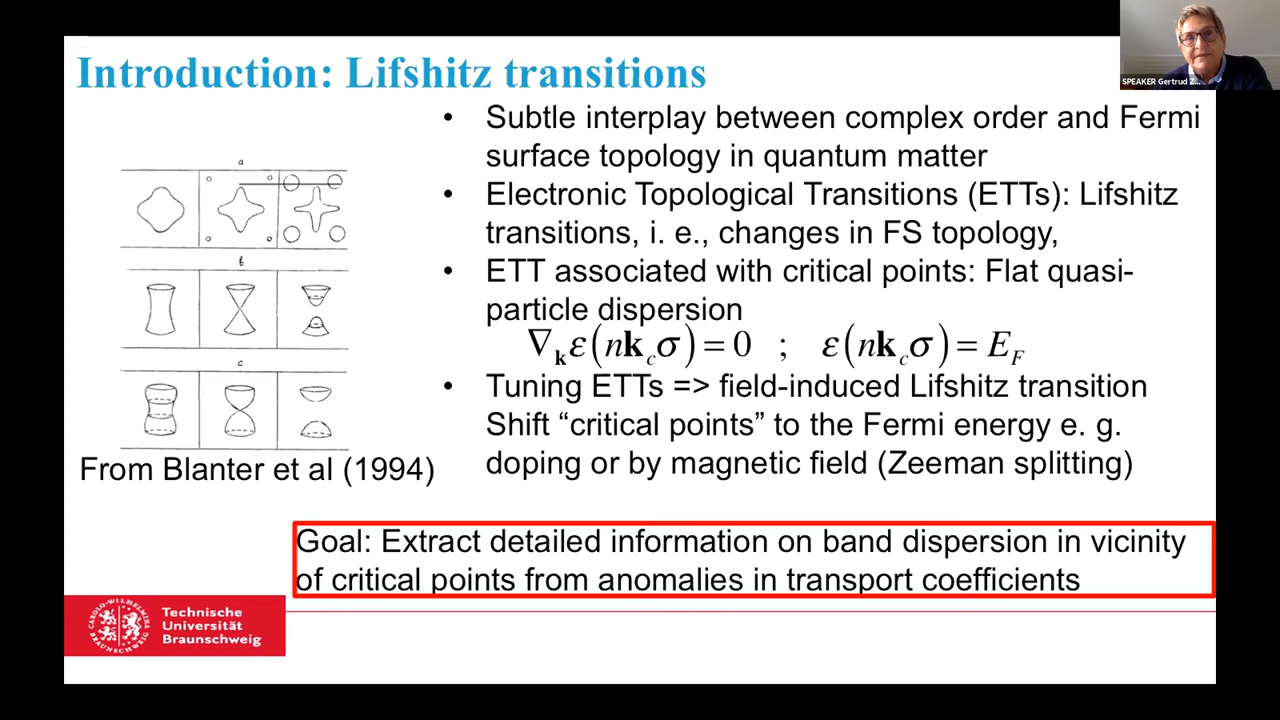 Introduction: Lifshitz transitions
SPEAKER Gertrud Z...
• Subtle interplay between complex order and Fermi
surface topology in quantum matter
• Electronic Topological Transitions (ETTs): Lifshitz
transitions, i. e., changes in FS topology,
• ETT associated with critical points: Flat quasi-
particle dispersion
∇ₖε(n𝐤_cσ) = 0 ; ε(n𝐤_cσ) = E_F
• Tuning ETTs => field-induced Lifshitz transition
Shift “critical points” to the Fermi energy e. g.
doping or by magnetic field (Zeeman splitting)
a
b
c
From Blanter et al (1994)
Goal: Extract detailed information on band dispersion in vicinity
of critical points from anomalies in transport coefficients
Technische
Universität
Braunschweig